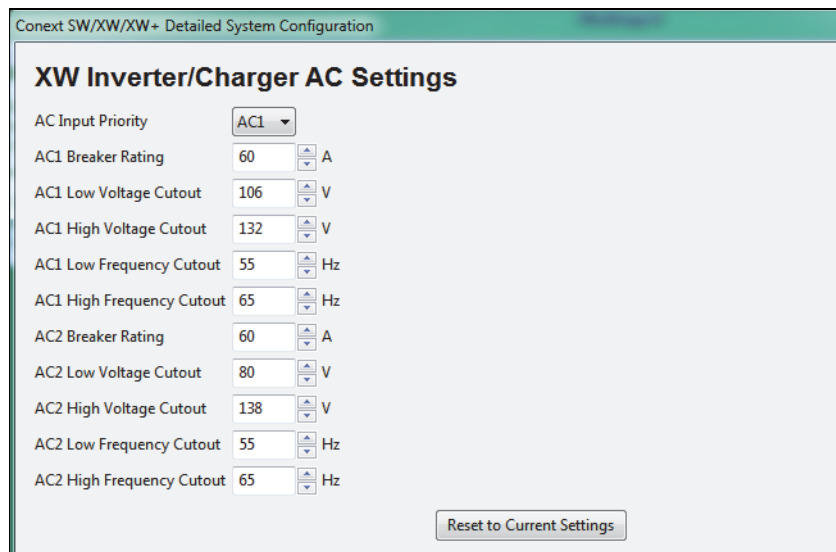 Conext SW/XW/XW+ Detailed System Configuration
XW Inverter/Charger AC Settings
AC Input Priority AC1
AC1 Breaker Rating 60 A
AC1 Low Voltage Cutout 106 V
AC1 High Voltage Cutout 132 V
AC1 Low Frequency Cutout 55 Hz
AC1 High Frequency Cutout 65 Hz
AC2 Breaker Rating 60 A
AC2 Low Voltage Cutout 80 V
AC2 High Voltage Cutout 138 V
AC2 Low Frequency Cutout 55 Hz
AC2 High Frequency Cutout 65 Hz
Reset to Current Settings